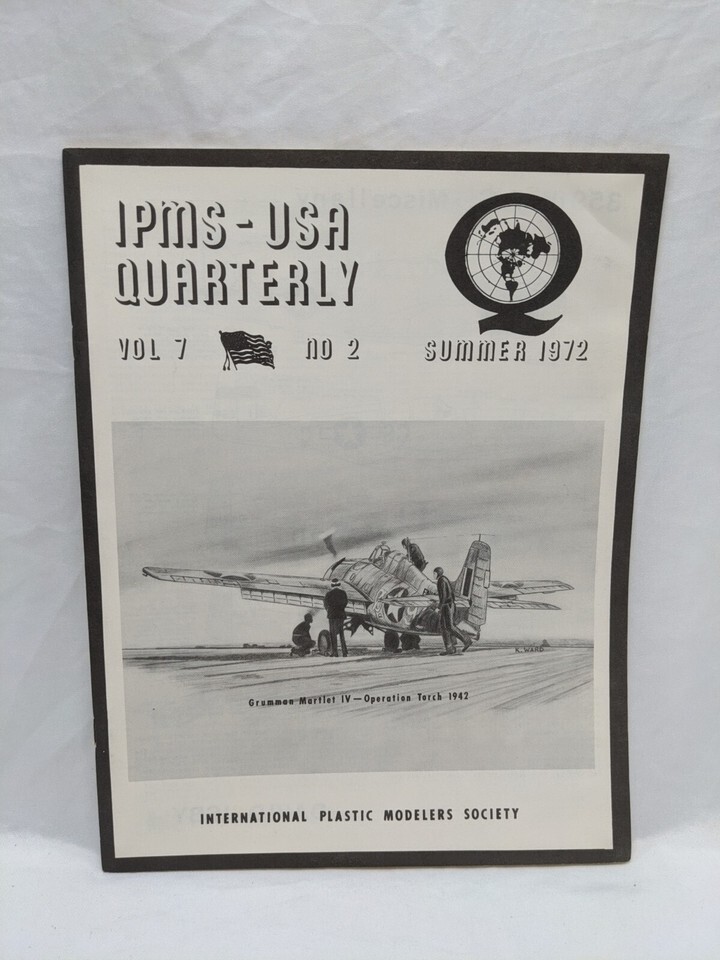 IPMS - USA
QUARTERLY
VOL 7 NO 2 SUMMER 1972
K. WARD
Grumman Martlet IV — Operation Torch 1942
INTERNATIONAL PLASTIC MODELERS SOCIETY